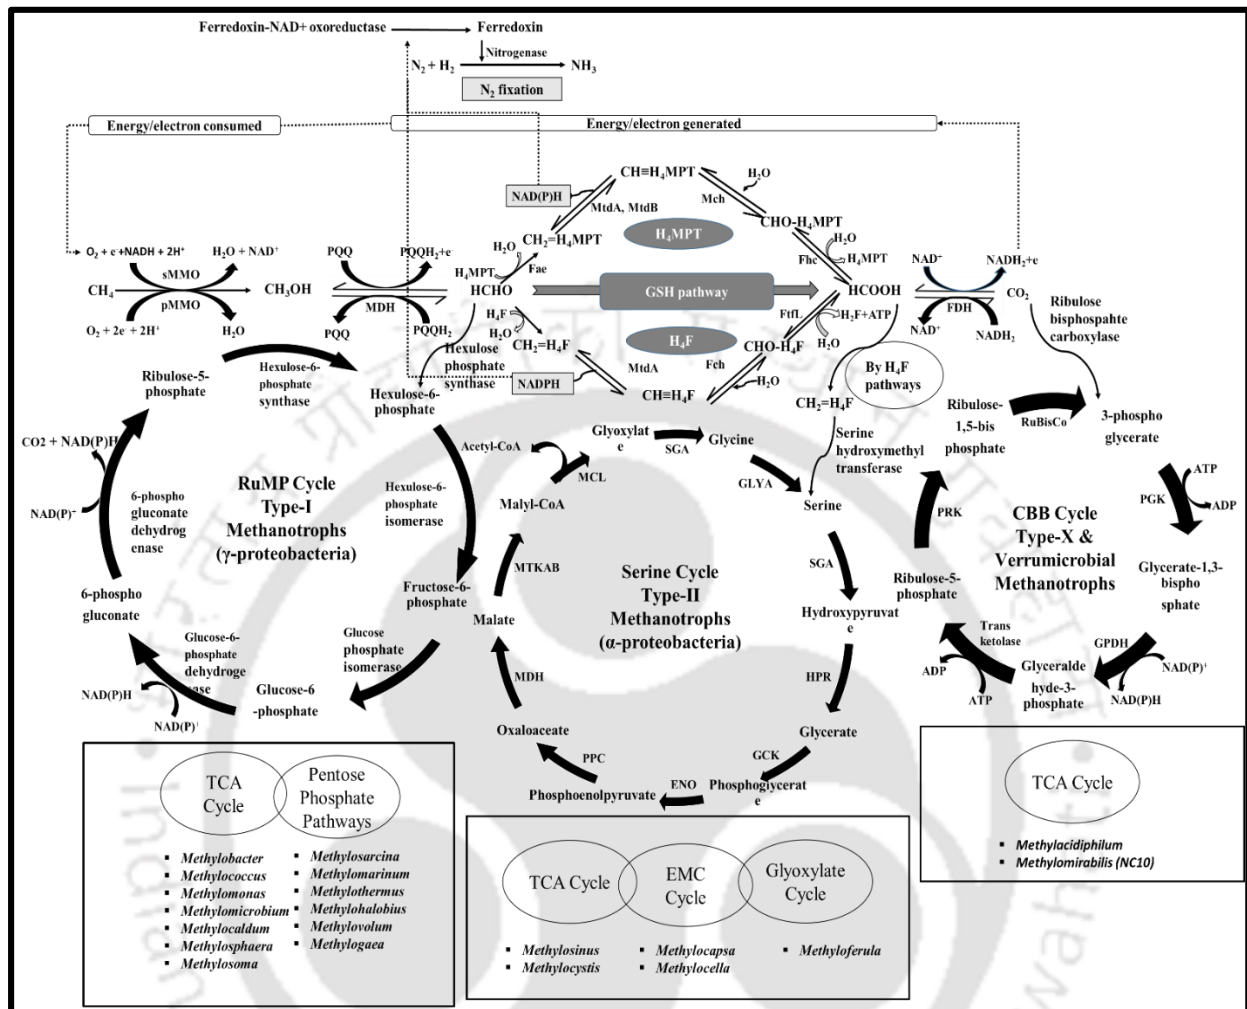 Ferredoxin-NAD+ oxoreductase
Ferredoxin
Nitrogenase
N₂ + H₂
NH₃
N₂ fixation
Energy/electron consumed
Energy/electron generated
CH≡H₄MPT
H₂O
NAD(P)H
MtdA, MtdB
Mch
H₄MPT
CHO-H₄MPT
CH₂=H₄MPT
H₂O
H₂O
H₄MPT
Fae
Fhc
H₄MPT
O₂ + e⁻+NADH + 2H⁺
H₂O + NAD⁺
PQQ
PQQH₂+e⁻
NAD⁺
NADH₂+e
sMMO
CH₄
CH₃OH
HCHO
GSH pathway
HCOOH
CO₂
pMMO
MDH
FDH
O₂ + 2e⁻ + 2H⁺
H₂O
PQQ
PQQH₂
H₄F
H₂O
FtfL
H₂F+ATP
H₂O
NAD⁺
NADH₂
Ribulose
bisphospahte
carboxylase
CH₂=H₄F
H₄F
CHO-H₄F
Hexulose
phosphate
synthase
MtdA
Fch
H₂O
NADPH
CH≡H₄F
By H₄F
pathways
CH₂=H₄F
Ribulose-5-
phosphate
Hexulose-6-
phosphate
synthase
Hexulose-6-
phosphate
CO2 + NAD(P)H
NAD(P)⁺
6-phospho
gluconate
dehydrog
enase
RuMP Cycle
Type-I
Methanotrophs
(γ-proteobacteria)
Hexulose-6-
phosphate
isomerase
6-phospho
gluconate
Fructose-6-
phosphate
Glucose-6-
phosphate
dehydroge
nase
Glucose
phosphate
isomerase
NAD(P)H
NAD(P)⁺
Glucose-6
-phosphate
Acetyl-CoA
Glyoxylat
e
SGA
Glycine
MCL
GLYA
Serine
hydroxymethyl
transferase
Malyl-CoA
Serine
MTKAB
Serine Cycle
Type-II
Methanotrophs
(α-proteobacteria)
SGA
Malate
Hydroxypyruvat
e
MDH
HPR
Oxaloaceate
Glycerate
PPC
GCK
Phosphoenolpyruvate
ENO
Phosphoglycerat
e
Ribulose-
1,5-bis
phosphate
RuBisCo
3-phospho
glycerate
PRK
ATP
PGK
ADP
CBB Cycle
Type-X &
Verrumicrobial
Methanotrophs
Ribulose-5-
phosphate
Glycerate-1,3-
bispho
sphate
Trans
ketolase
GPDH
ADP
ATP
Glyceralde
hyde-3-
phosphate
NAD(P)⁺
NAD(P)H
TCA
Cycle
Pentose
Phosphate
Pathways
▪ Methylobacter
▪ Methylococcus
▪ Methylomonas
▪ Methylomicrobium
▪ Methylocaldum
▪ Methylosphaera
▪ Methylosoma
▪ Methylosarcina
▪ Methylomarinum
▪ Methylothermus
▪ Methylohalobius
▪ Methylovolum
▪ Methylogaea
TCA Cycle
EMC
Cycle
Glyoxylate
Cycle
▪ Methylosinus
▪ Methylocystis
▪ Methylocapsa
▪ Methylocella
▪ Methyloferula
TCA Cycle
▪ Methylacidiphilum
▪ Methylomirabilis (NC10)